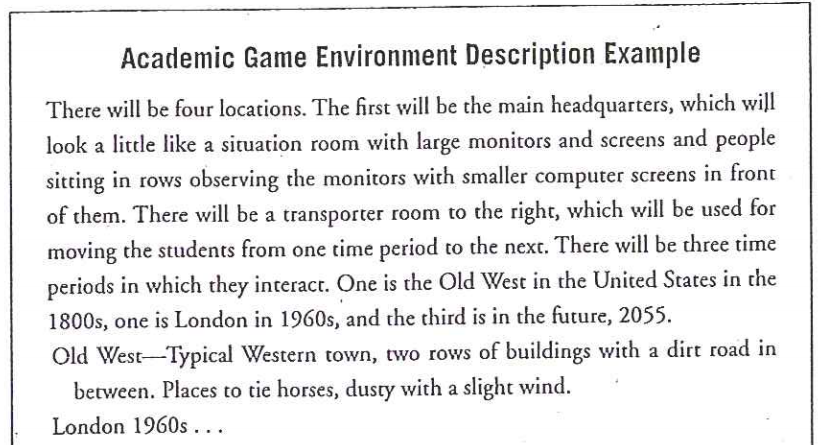 Academic Game Environment Description Example
There will be four locations. The first will be the main headquarters, which will
look a little like a situation room with large monitors and screens and people
sitting in rows observing the monitors with smaller computer screens in front
of them. There will be a transporter room to the right, which will be used for
moving the students from one time period to the next. There will be three time
periods in which they interact. One is the Old West in the United States in the
1800s, one is London in 1960s, and the third is in the future, 2055.
Old West—Typical Western town, two rows of buildings with a dirt road in
between. Places to tie horses, dusty with a slight wind.
London 1960s . . .